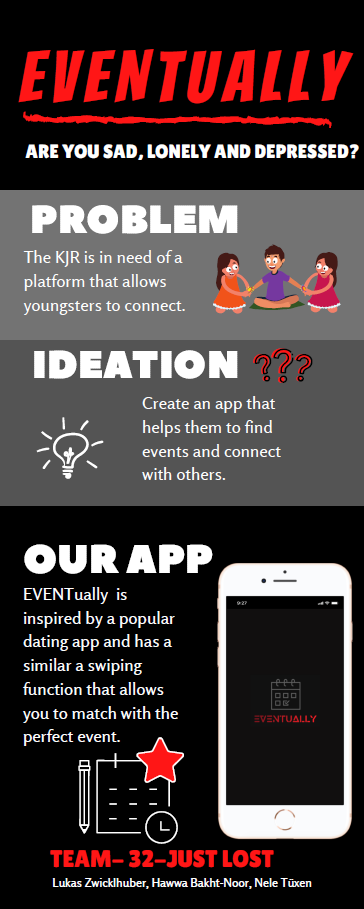 EVENTUALLY
ARE YOU SAD, LONELY AND DEPRESSED?
PROBLEM
The KJR is in need of a
platform that allows
youngsters to connect.
IDEATION ???
Create an app that
helps them to find
events and connect
with others.
OUR APP
EVENTually is
inspired by a popular
dating app and has a
similar a swiping
function that allows
you to match with the
perfect event.
9:27
EVENTUALLY
TEAM- 32-JUST LOST
Lukas Zwicklhuber, Hawwa Bakht-Noor, Nele Tüxen